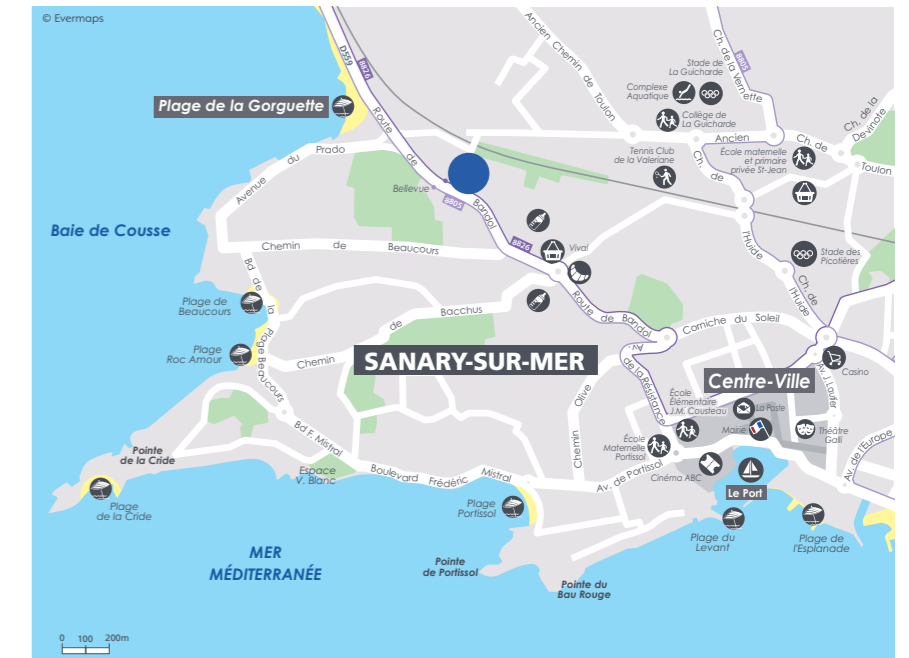 © Evermaps
D559
B826
Route
de
Bandol
Ancien
Chemin de Toulon
B805
Ch. de la Vernette
Stade de
La Guicharde
Complexe
Aquatique
Collège de
La Guicharde
Ch. de la
Devinote
Plage de la Gorguette
Ancien
Ch. de
Toulon
Tennis Club
de la Valeriane
École maternelle
et primaire
privée St-Jean
Avenue du Prado
Bellevue
B805
Ch. de
l'Huide
Baie de Cousse
B826
Chemin de Beaucours
Vival
Stade des
Picotières
Bd de la
Plage Beaucours
Plage de
Beaucours
Ch. de
l'Huide
Route de Bandol
Chemin de Bacchus
Corniche du Soleil
Plage
Roc Amour
SANARY-SUR-MER
Av.
de la Résistance
Casino
Centre-Ville
Av. J. Lautier
Chemin Olive
École
Élémentaire
J.M. Cousteau
La Poste
Mairie
Théâtre
Galli
Bd F. Mistral
École
Maternelle
Portissol
Pointe
de la Cride
Av. de l'Europe
Espace
V. Blanc
Boulevard Frédéric Mistral
Av. de Portissol
Cinéma ABC
Le Port
Plage
de la Cride
Plage
Portissol
Plage du
Levant
Plage de
l'Esplanade
MER
MÉDITERRANÉE
Pointe
de Portissol
Pointe du
Bau Rouge
0 100 200m